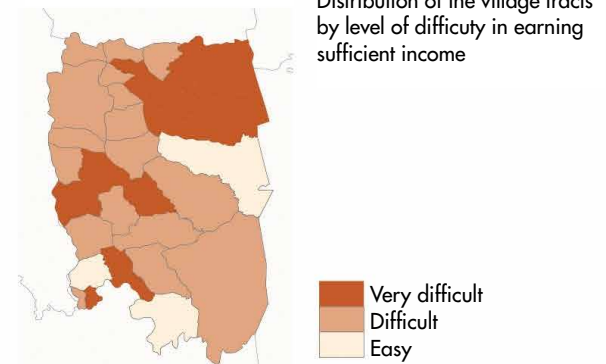 Distribution of the village tracts
by level of difficuty in earning
sufficient income
Very difficult
Difficult
Easy